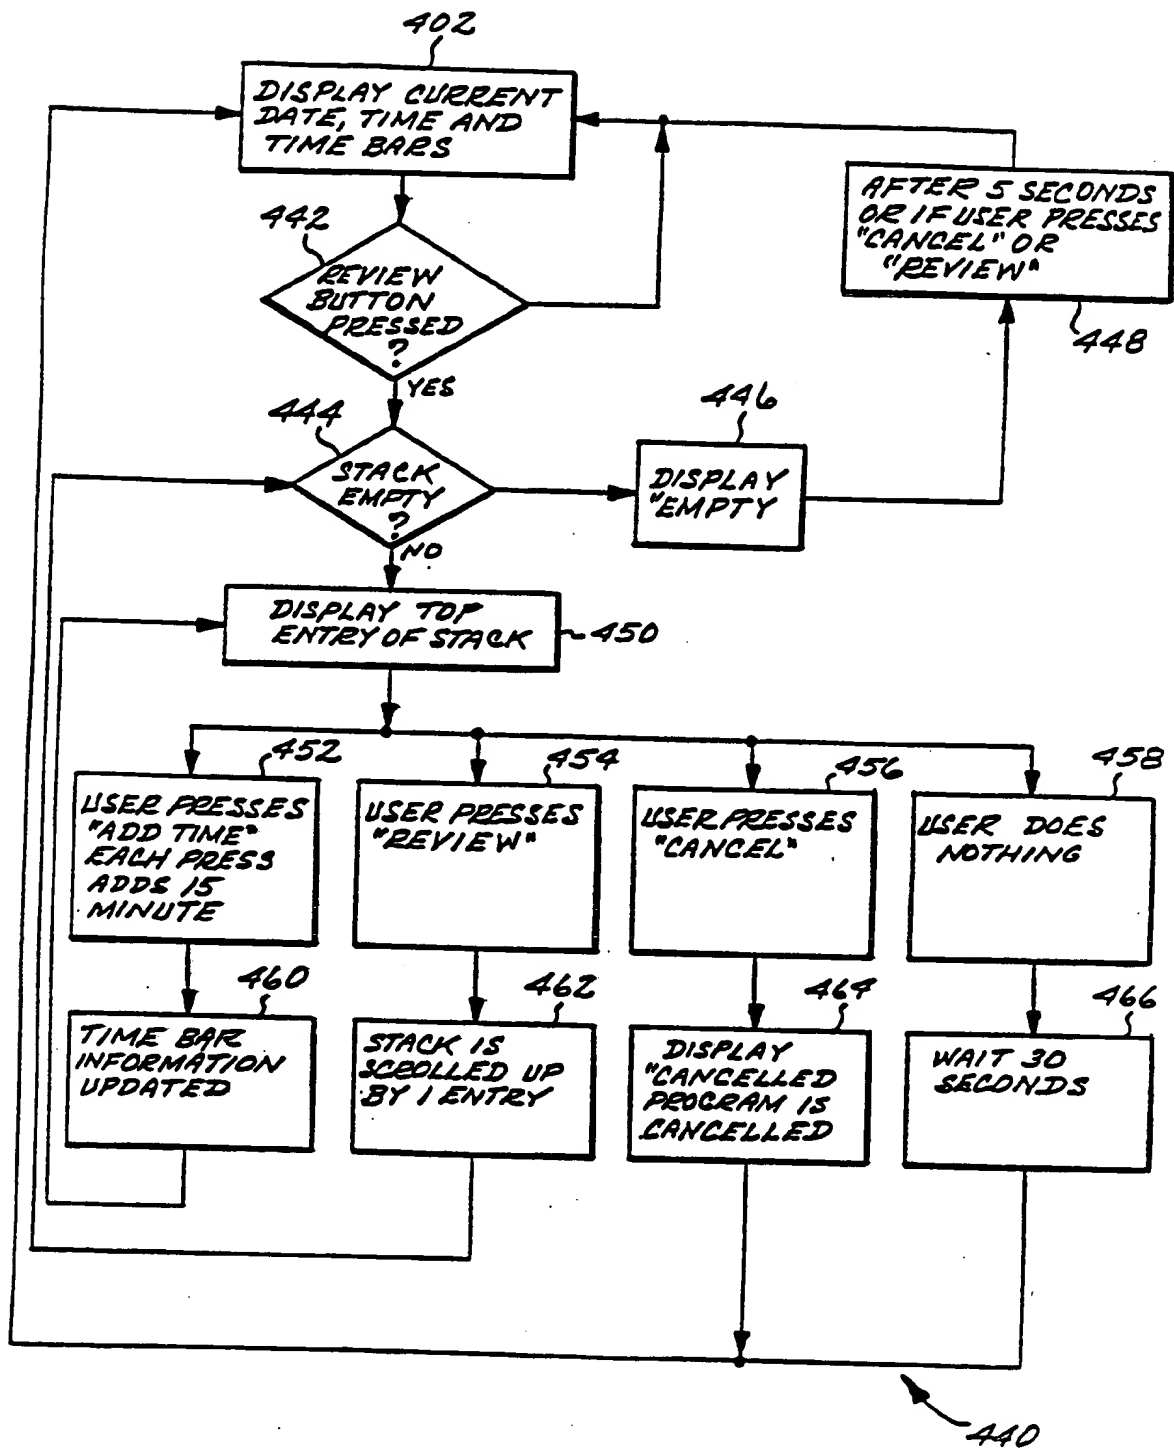 402
DISPLAY CURRENT
DATE, TIME AND
TIME BARS
AFTER 5 SECONDS
OR IF USER PRESSES
"CANCEL" OR
"REVIEW"
448
442
REVIEW
BUTTON
PRESSED
?
YES
444
STACK
EMPTY
?
NO
446
DISPLAY
"EMPTY
DISPLAY TOP
ENTRY OF STACK
450
452
USER PRESSES
"ADD TIME"
EACH PRESS
ADDS 15
MINUTE
454
USER PRESSES
"REVIEW"
456
USER PRESSES
"CANCEL"
458
USER DOES
NOTHING
460
TIME BAR
INFORMATION
UPDATED
462
STACK IS
SCROLLED UP
BY 1 ENTRY
464
DISPLAY
"CANCELLED
PROGRAM IS
CANCELLED
466
WAIT 30
SECONDS
440